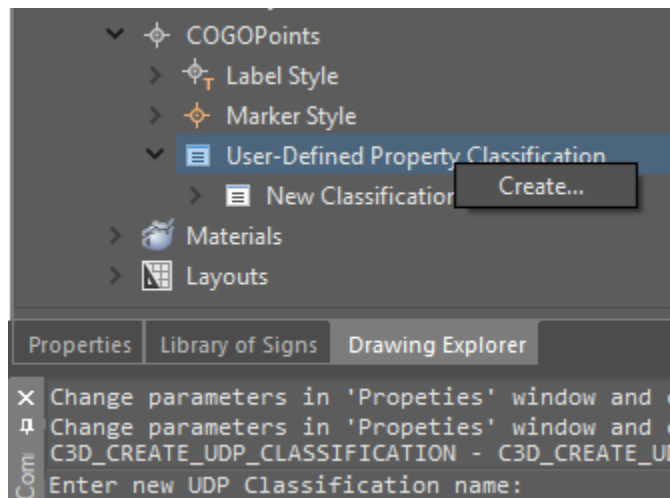 COGOPoints
Label Style
Marker Style
User-Defined Property Classification
Create...
New Classification
Materials
Layouts
Properties Library of Signs Drawing Explorer
Change parameters in 'Propeties' window and
Change parameters in 'Propeties' window and
C3D_CREATE_UDP_CLASSIFICATION - C3D_CREATE_UD
Enter new UDP Classification name:
Com